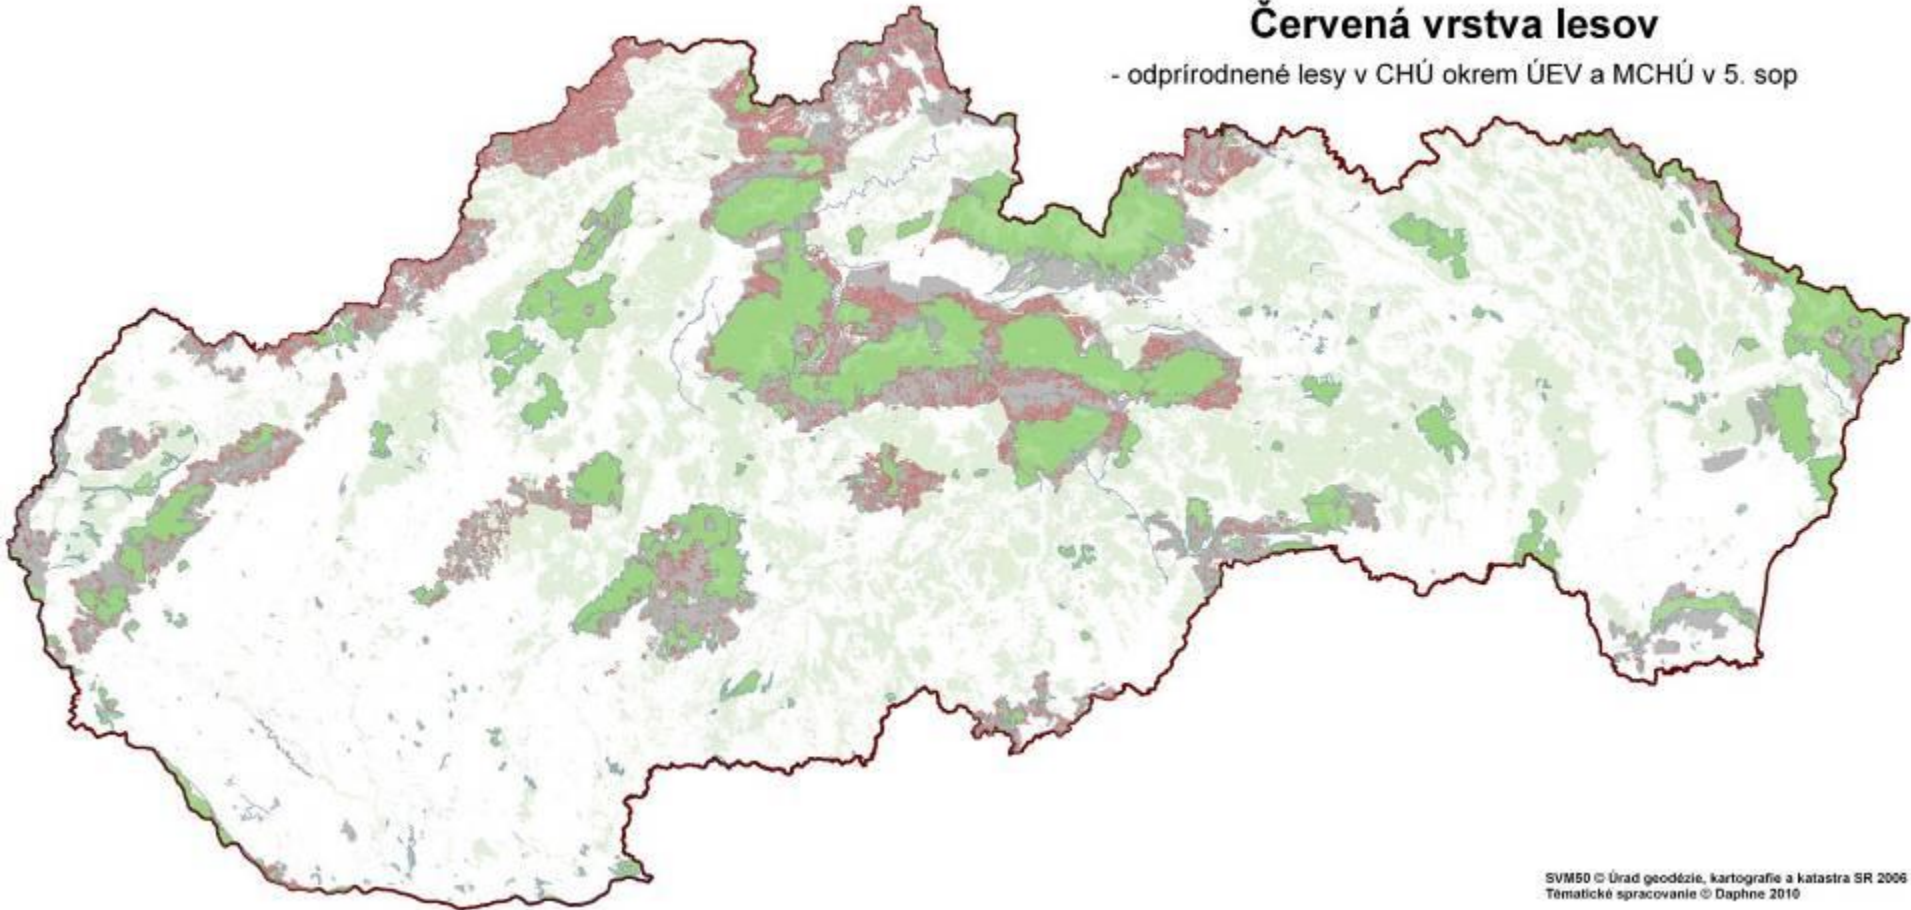 Červená vrstva lesov
- odprírodnené lesy v CHÚ okrem ÚEV a MCHÚ v 5. sop
SVM50 © Úrad geodézie, kartografie a katastra SR 2006
Tématické spracovanie © Daphne 2010